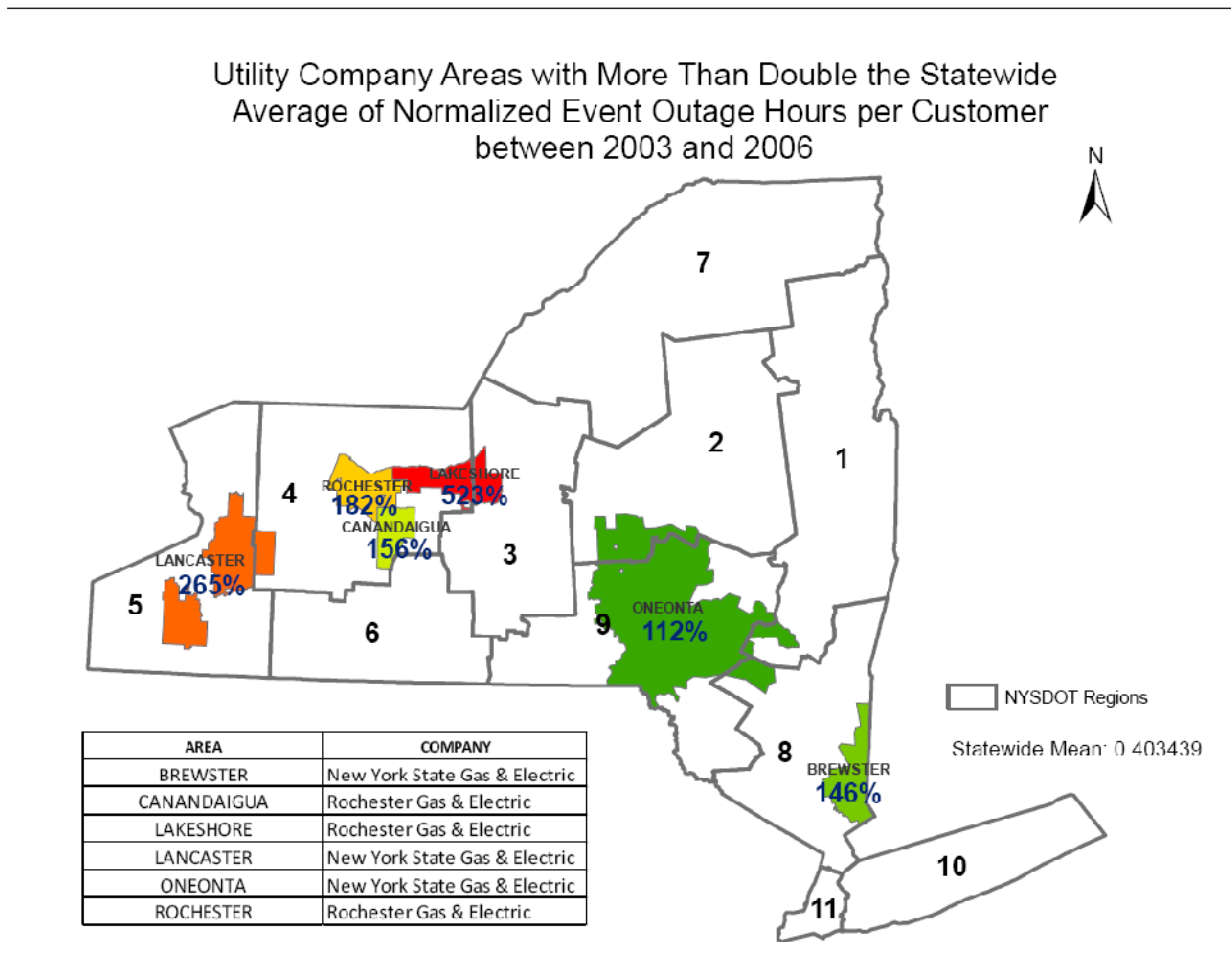 Utility Company Areas with More Than Double the Statewide
Average of Normalized Event Outage Hours per Customer
between 2003 and 2006
N
7
2
1
LAKESHORE
523%
ROCHESTER
182%
4
CANANDAIGUA
156%
3
LANCASTER
265%
5
6
9
ONEONTA
112%
NYSDOT Regions
Statewide Mean: 0.403439
8
BREWSTER
146%
10
11
AREA COMPANY
BREWSTER New York State Gas & Electric
CANANDAIGUA Rochester Gas & Electric
LAKESHORE Rochester Gas & Electric
LANCASTER New York State Gas & Electric
ONEONTA New York State Gas & Electric
ROCHESTER Rochester Gas & Electric